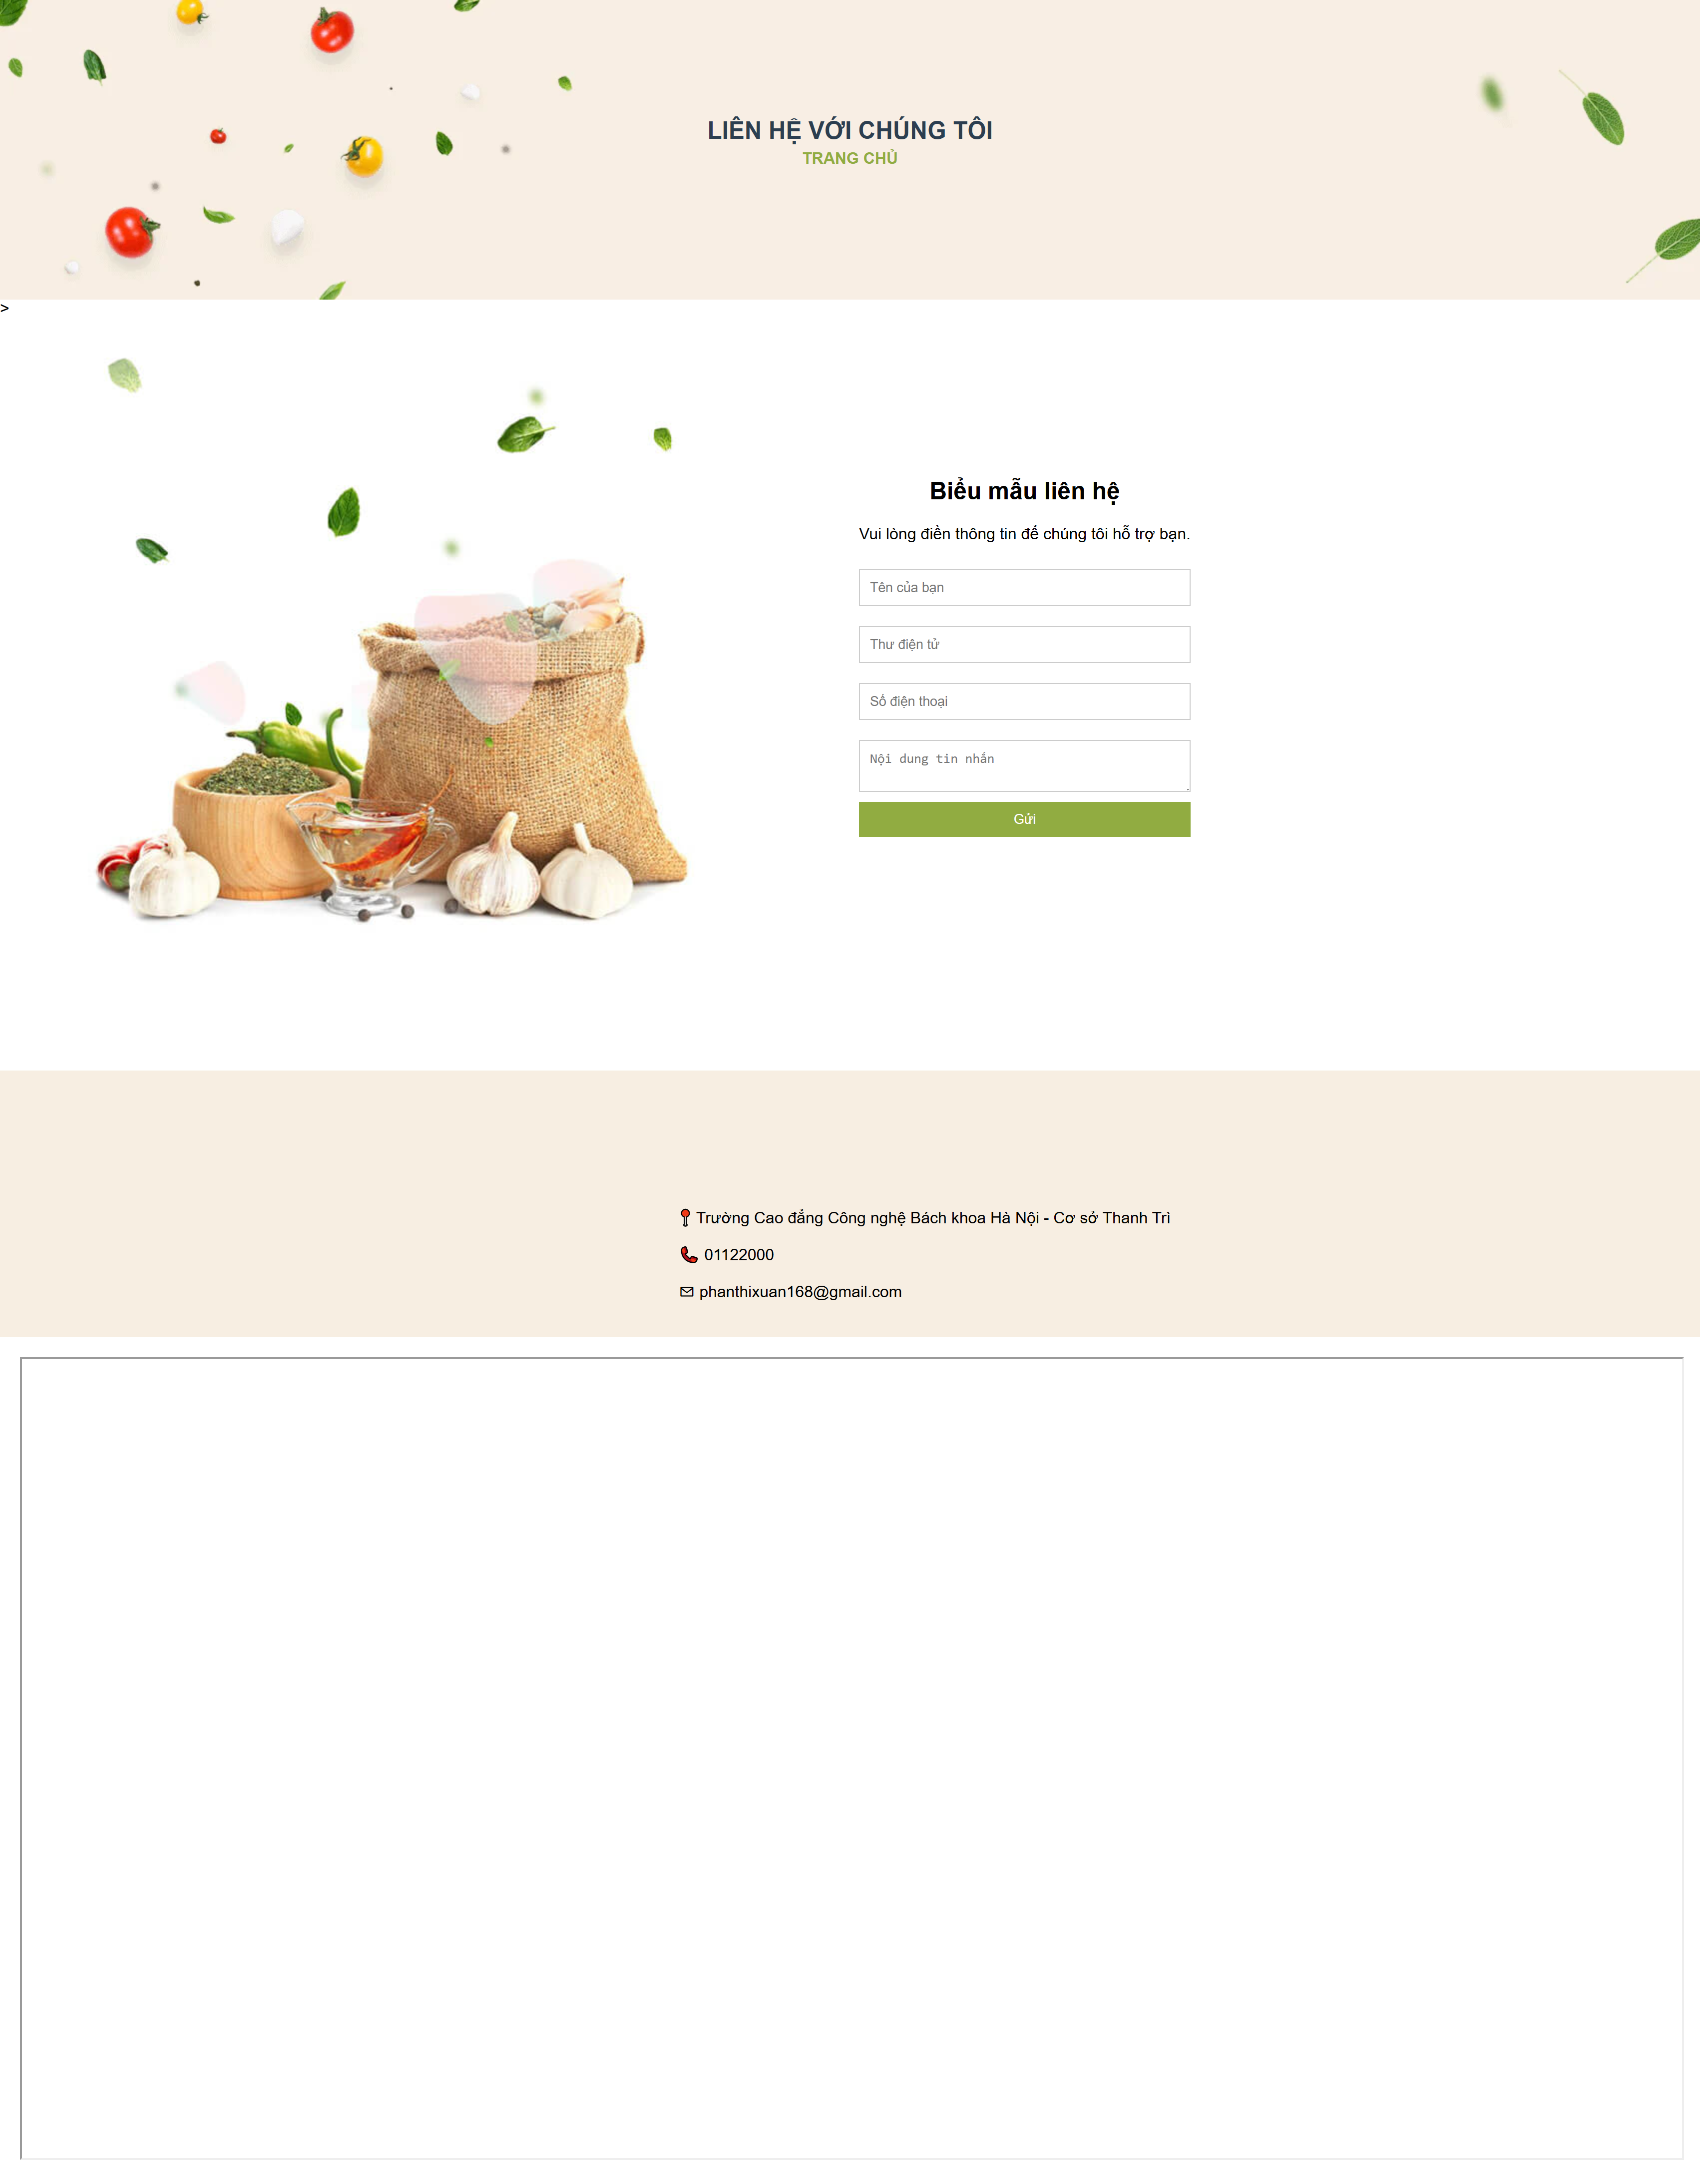 LIÊN HỆ VỚI CHÚNG TÔI
TRANG CHỦ
>
Biểu mẫu liên hệ
Vui lòng điền thông tin để chúng tôi hỗ trợ bạn.
Tên của bạn
Thư điện tử
Số điện thoại
Nội dung tin nhắn
Gửi
Trường Cao đẳng Công nghệ Bách khoa Hà Nội - Cơ sở Thanh Trì
01122000
phanthixuan168@gmail.com